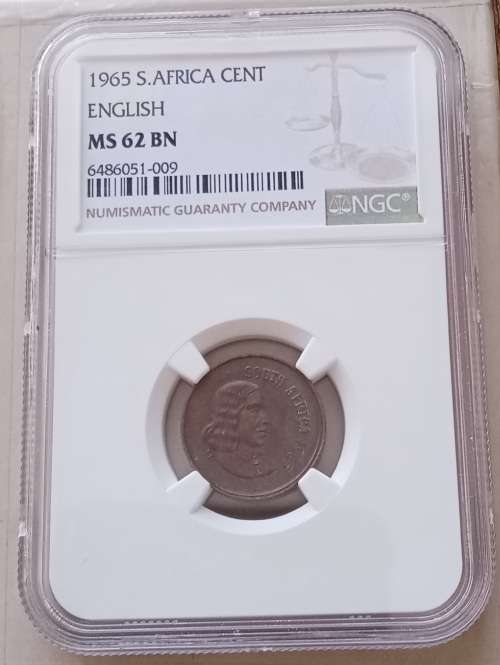 1965 S.AFRICA CENT
ENGLISH
MS 62 BN
6486051-009
NUMISMATIC GUARANTY COMPANY
NGC®
SOUTH AFRICA 1965